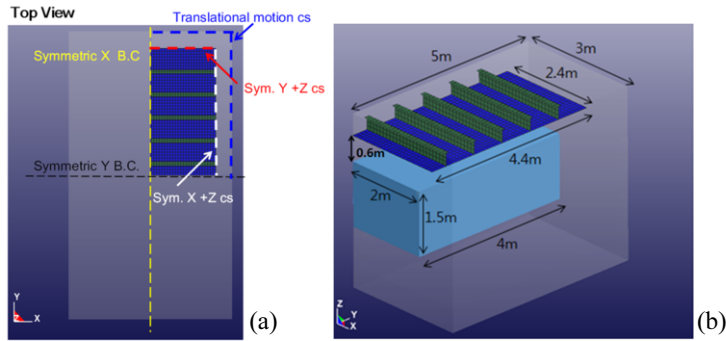 Top View
Translational motion cs
Symmetric X B.C
Sym. Y +Z cs
Symmetric Y B.C.
Sym. X +Z cs
Y
X
(a)
5m
3m
2.4m
0.6m
4.4m
2m
1.5m
4m
Z
Y
X
(b)